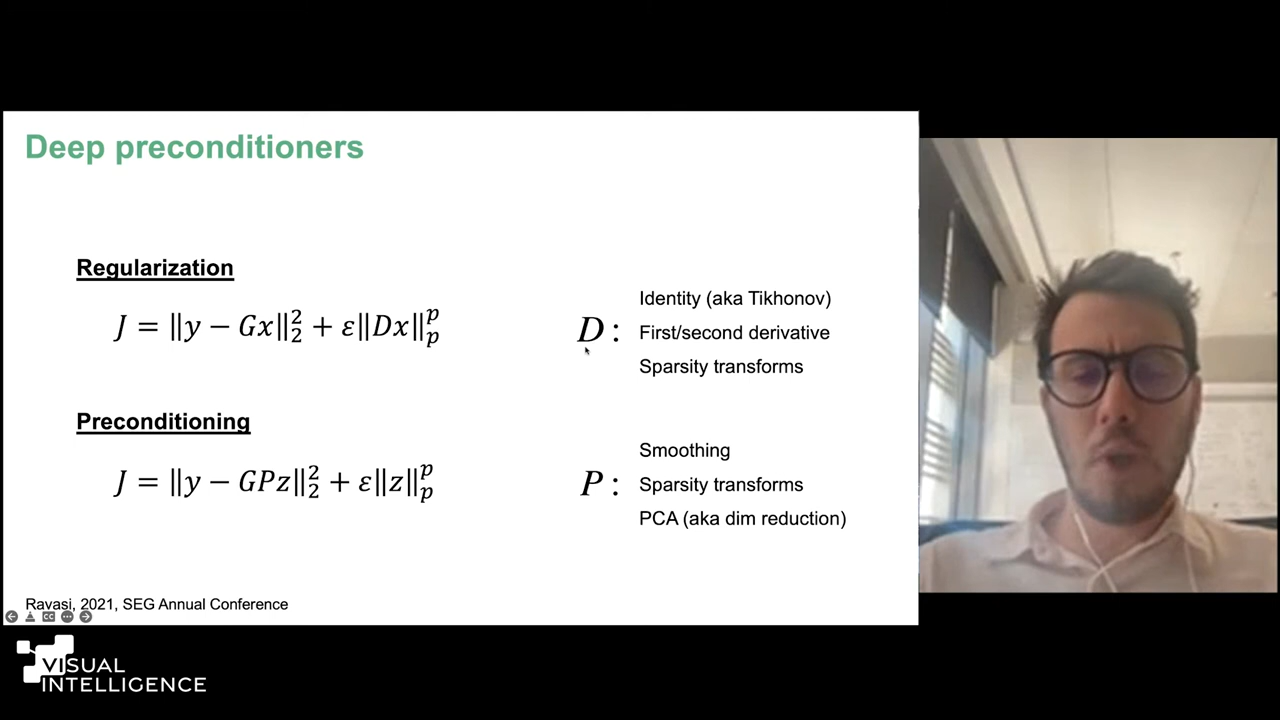 Deep preconditioners
Regularization
J = ‖y − Gx‖₂² + ε‖Dx‖ₚᵖ
D :
Identity (aka Tikhonov)
First/second derivative
Sparsity transforms
Preconditioning
J = ‖y − GPz‖₂² + ε‖z‖ₚᵖ
P :
Smoothing
Sparsity transforms
PCA (aka dim reduction)
Ravasi, 2021, SEG Annual Conference
VISUAL
INTELLIGENCE